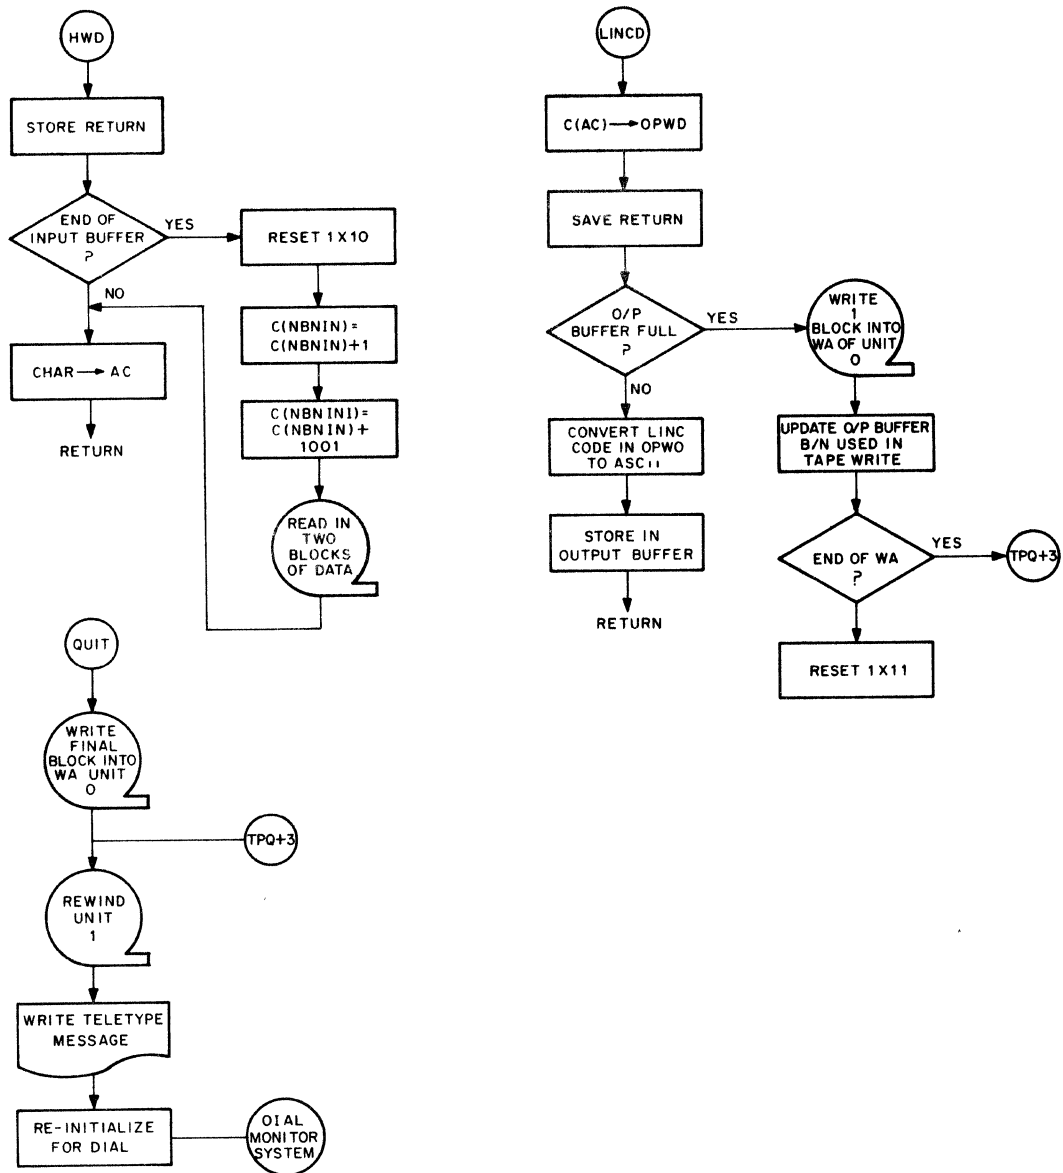 HWD
STORE RETURN
END OF
INPUT BUFFER
?
YES
NO
CHAR → AC
RETURN
RESET 1X10
C(NBNIN)=
C(NBNIN)+1
C(NBNINI)=
C(NBNIN)+
1001
READ IN
TWO
BLOCKS
OF DATA
LINCD
C(AC) → OPWD
SAVE RETURN
O/P
BUFFER FULL
?
YES
NO
CONVERT LINC
CODE IN OPWO
TO ASCII
STORE IN
OUTPUT BUFFER
RETURN
WRITE
1
BLOCK INTO
WA OF UNIT
0
UPDATE O/P BUFFER
B/N USED IN
TAPE WRITE
END OF WA
?
YES
TPQ+3
NO
RESET 1X11
QUIT
WRITE
FINAL
BLOCK INTO
WA UNIT
0
TPQ+3
REWIND
UNIT
1
WRITE TELETYPE
MESSAGE
RE-INITIALIZE
FOR DIAL
DIAL
MONITOR
SYSTEM